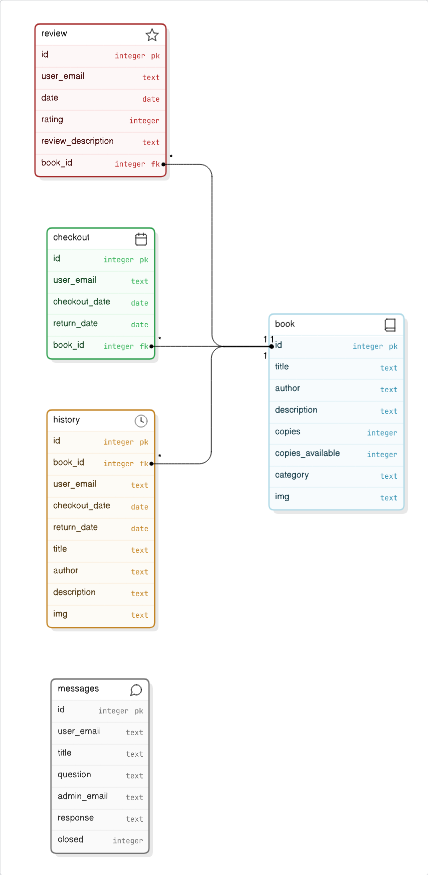 review
id integer pk
user_email text
date date
rating integer
review_description text
book_id integer fk
*
checkout
id integer pk
user_email text
checkout_date date
return_date date
book_id integer fk
*
history
id integer pk
book_id integer fk
*
user_email text
checkout_date date
return_date date
title text
author text
description text
img text
messages
id integer pk
user_email text
title text
question text
admin_email text
response text
closed integer
book
1 1
id integer pk
1
title text
author text
description text
copies integer
copies_available integer
category text
img text